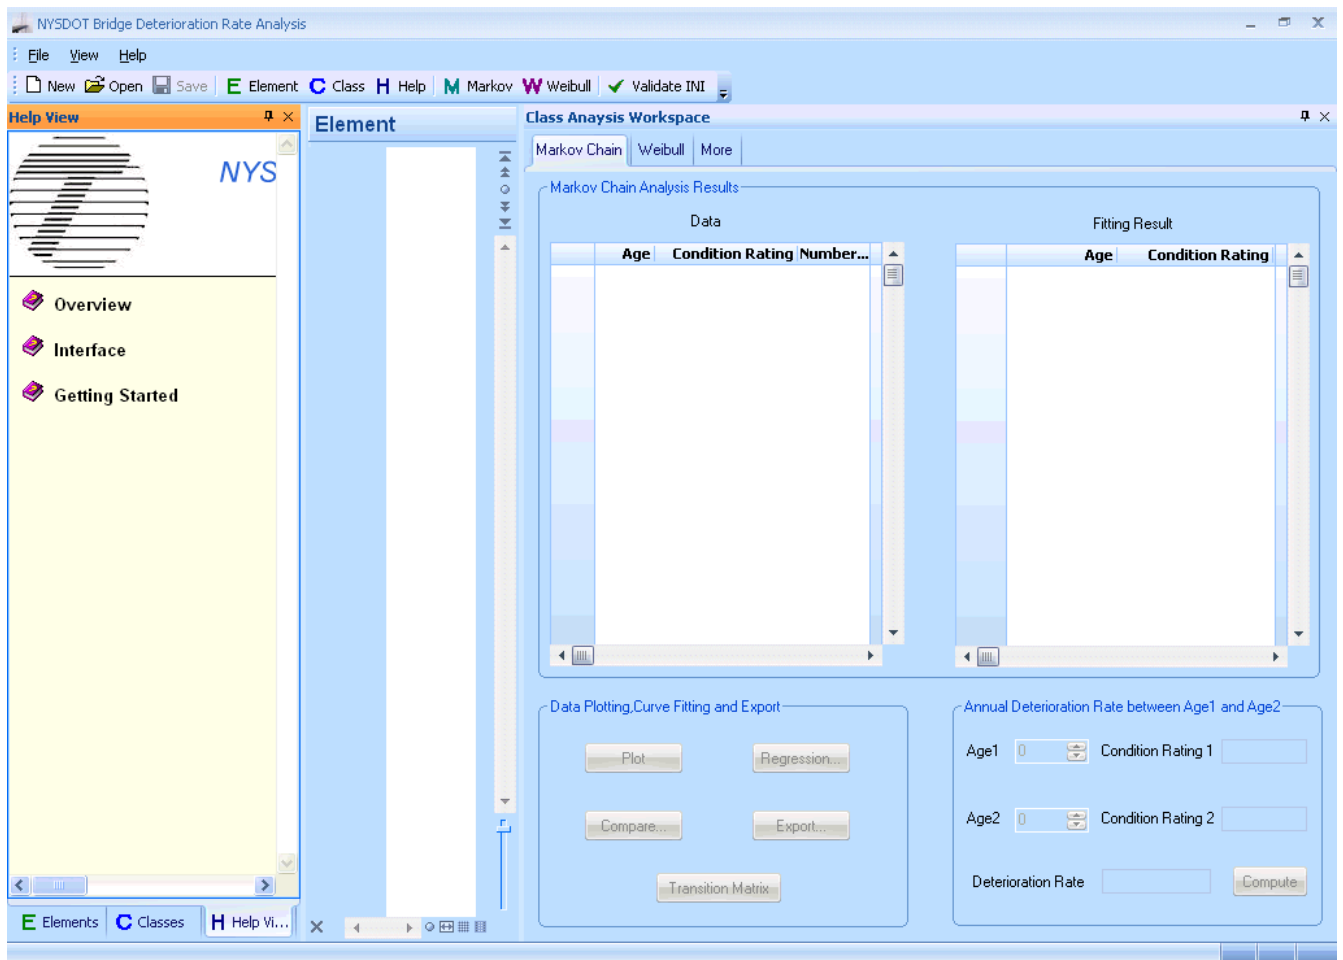 NYSDOT Bridge Deterioration Rate Analysis
File View Help
New Open Save E Element C Class H Help M Markov W Weibull Validate INI
Help View
NYS
Overview
Interface
Getting Started
E Elements C Classes H Help Vi...
Element
Class Anaysis Workspace
Markov Chain Weibull More
Markov Chain Analysis Results
Data
Age Condition Rating Number...
Fitting Result
Age Condition Rating
Data Plotting,Curve Fitting and Export
Plot Regression...
Compare... Export...
Transition Matrix
Annual Deterioration Rate between Age1 and Age2
Age1 0 Condition Rating 1
Age2 0 Condition Rating 2
Deterioration Rate Compute